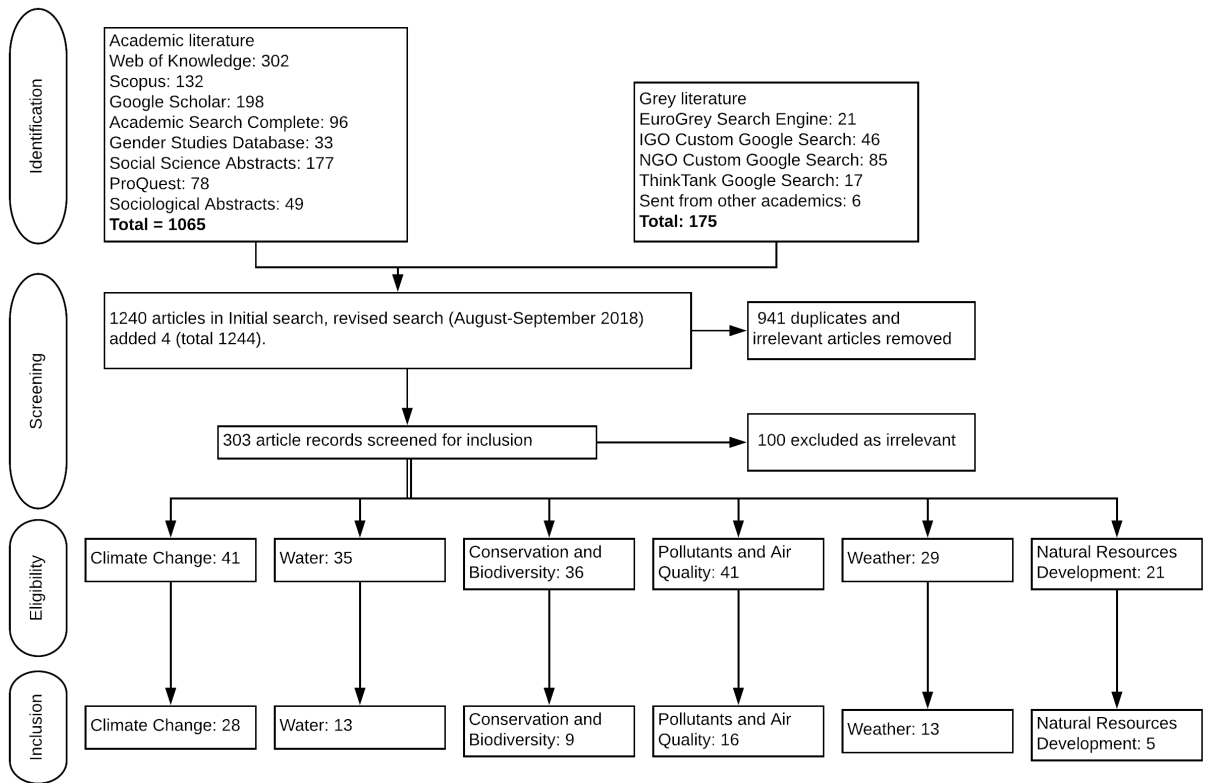 Identification
Academic literature
Web of Knowledge: 302
Scopus: 132
Google Scholar: 198
Academic Search Complete: 96
Gender Studies Database: 33
Social Science Abstracts: 177
ProQuest: 78
Sociological Abstracts: 49
Total = 1065
Grey literature
EuroGrey Search Engine: 21
IGO Custom Google Search: 46
NGO Custom Google Search: 85
ThinkTank Google Search: 17
Sent from other academics: 6
Total: 175
Screening
1240 articles in Initial search, revised search (August-September 2018)
added 4 (total 1244).
941 duplicates and
irrelevant articles removed
303 article records screened for inclusion
100 excluded as irrelevant
Eligibility
Climate Change: 41
Water: 35
Conservation and
Biodiversity: 36
Pollutants and Air
Quality: 41
Weather: 29
Natural Resources
Development: 21
Inclusion
Climate Change: 28
Water: 13
Conservation and
Biodiversity: 9
Pollutants and Air
Quality: 16
Weather: 13
Natural Resources
Development: 5